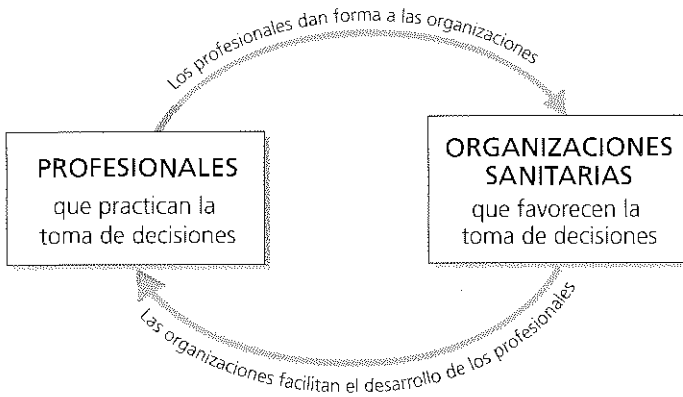 Los profesionales dan forma a las organizaciones
PROFESIONALES
que practican la
toma de decisiones
ORGANIZACIONES
SANITARIAS
que favorecen la
toma de decisiones
Las organizaciones facilitan el desarrollo de los profesionales